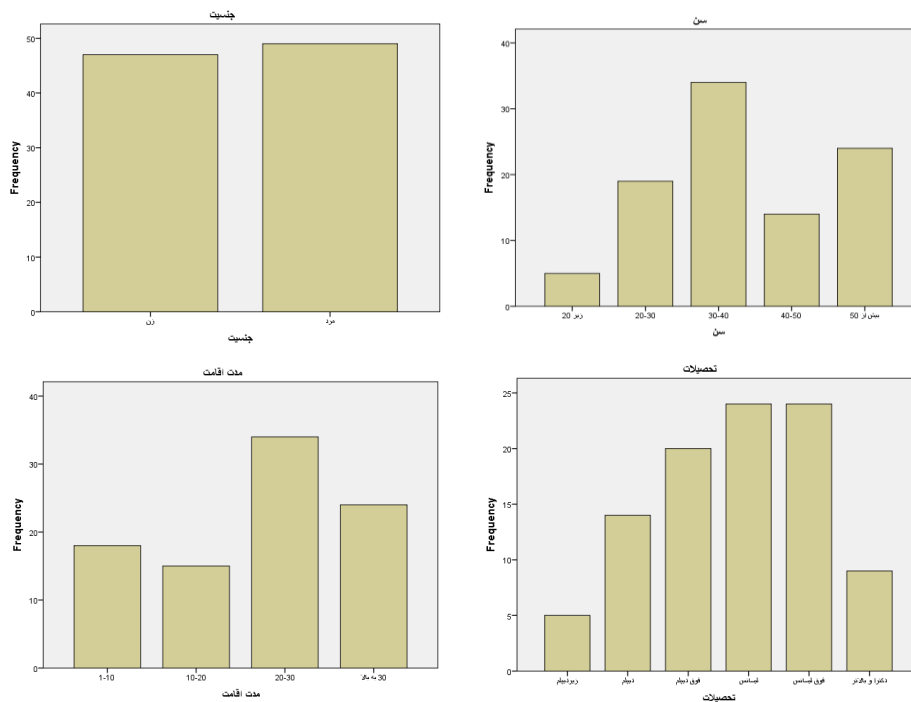 جنسیت
Frequency
50
40
30
20
10
0
زن
مرد
جنسیت
سن
Frequency
40
30
20
10
0
زیر 20
20-30
30-40
40-50
بیش از 50
سن
مدت اقامت
Frequency
40
30
20
10
0
1-10
10-20
20-30
30 به بالا
مدت اقامت
تحصیلات
Frequency
25
20
15
10
5
0
زیردیپلم
دیپلم
فوق دیپلم
لیسانس
فوق لیسانس
دکترا و بالاتر
تحصیلات